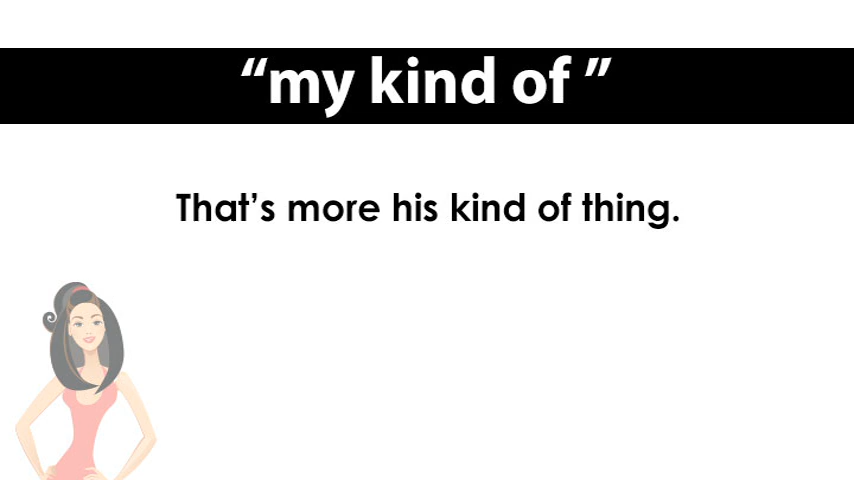 “my kind of ”
That’s more his kind of thing.